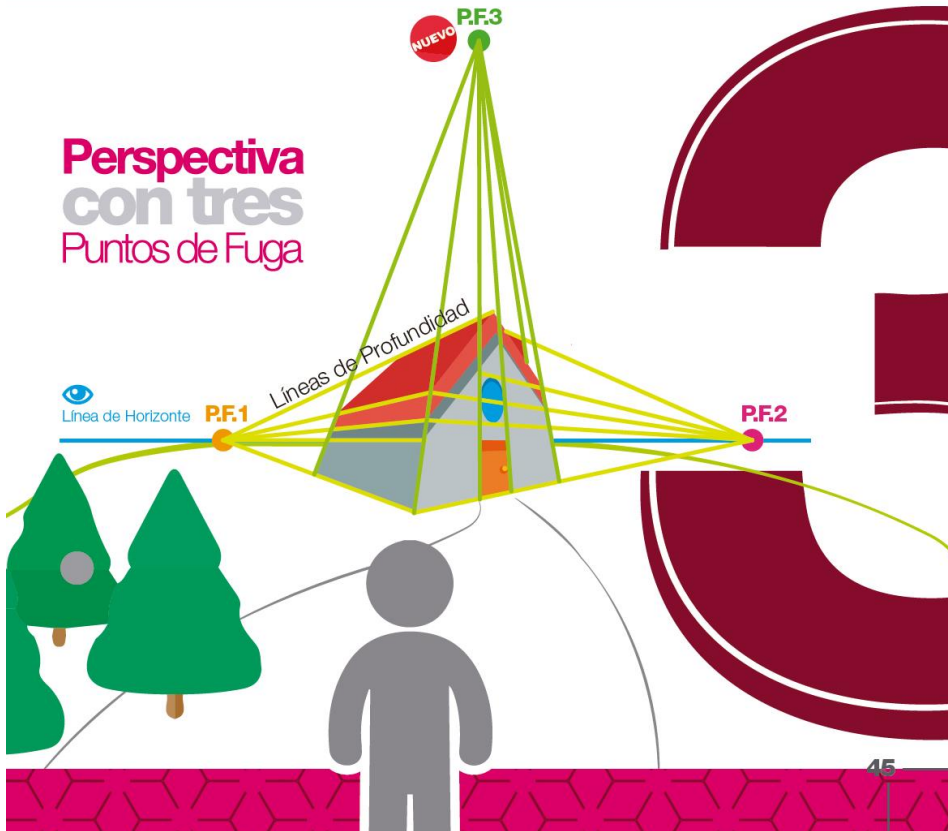 P.F.3
NUEVO
Perspectiva
con tres
Puntos de Fuga
Líneas de Profundidad
Línea de Horizonte
P.F.1
P.F.2
3
45